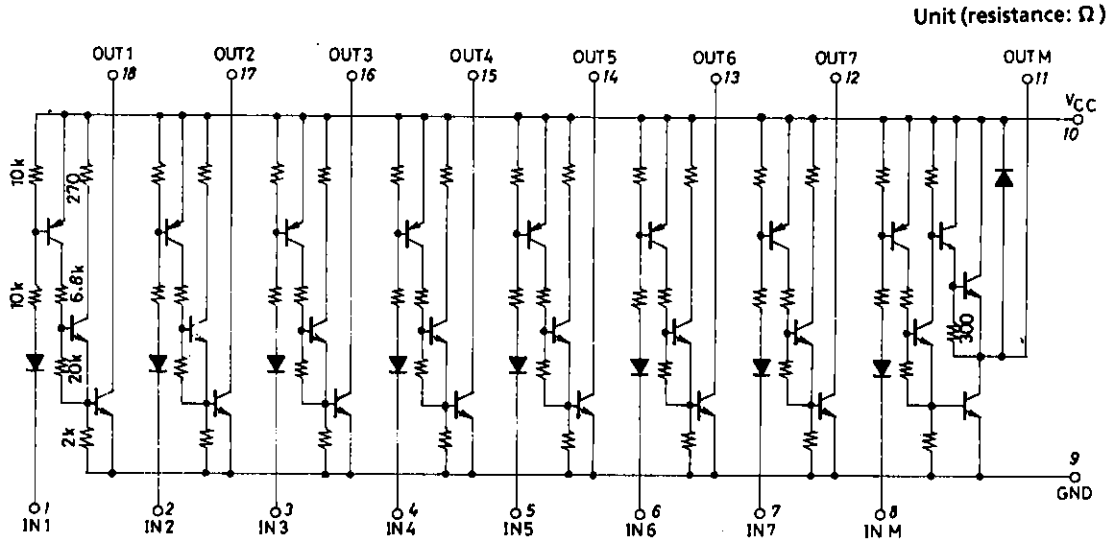 Unit (resistance: Ω)
OUT1 OUT2 OUT3 OUT4 OUT5 OUT6 OUT7 OUTM
18 17 16 15 14 13 12 11
VCC
10
10k
270
10k
6.8k
20k
2k
300
9
GND
1 2 3 4 5 6 7 8
IN1 IN2 IN3 IN4 IN5 IN6 IN7 INM